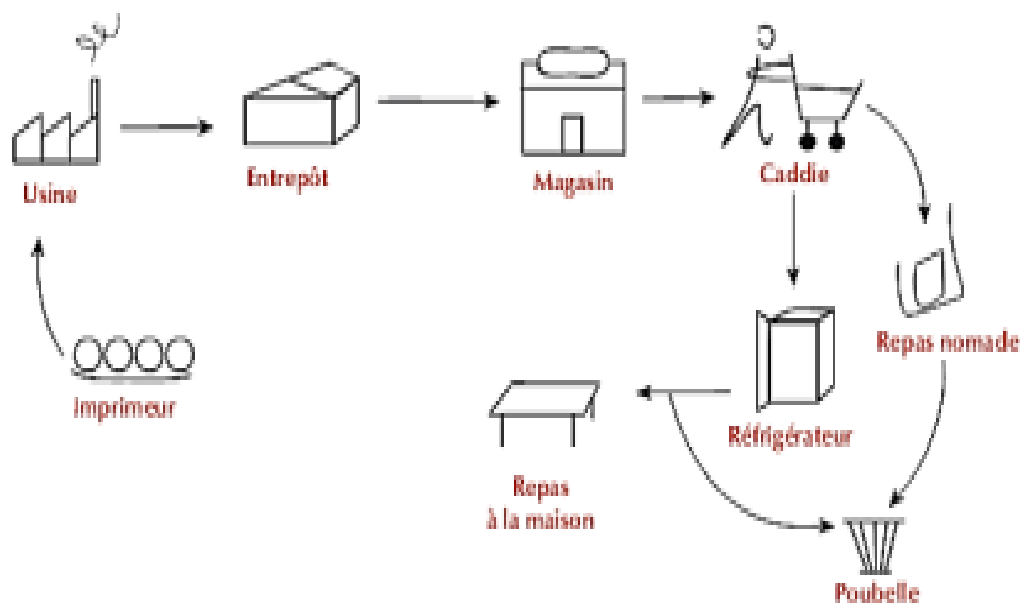 Usine
Entrepôt
Magasin
Caddie
Imprimeur
Repas nomade
Réfrigérateur
Repas
à la maison
Poubelle